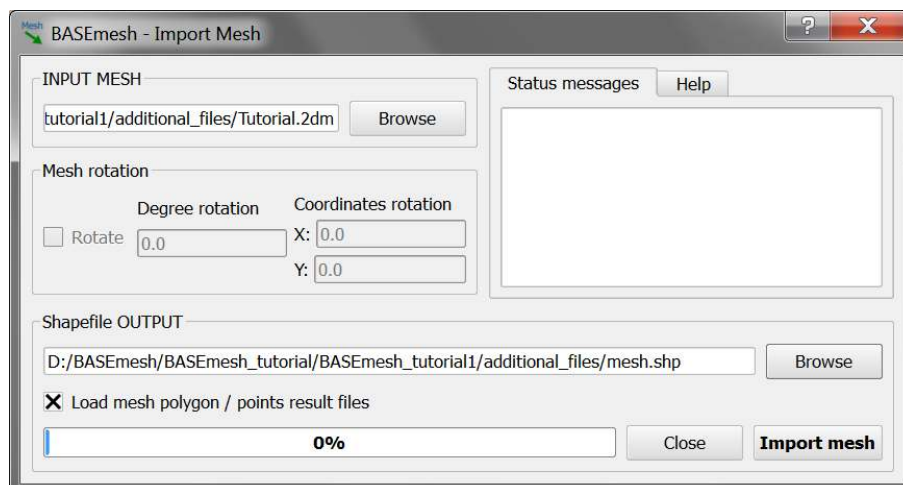 Mesh
BASEmesh - Import Mesh
?
X
INPUT MESH
tutorial1/additional_files/Tutorial.2dm
Browse
Mesh rotation
Degree rotation
Coordinates rotation
Rotate
0.0
X: 0.0
Y: 0.0
Status messages
Help
Shapefile OUTPUT
D:/BASEmesh/BASEmesh_tutorial/BASEmesh_tutorial1/additional_files/mesh.shp
Browse
Load mesh polygon / points result files
0%
Close
Import mesh